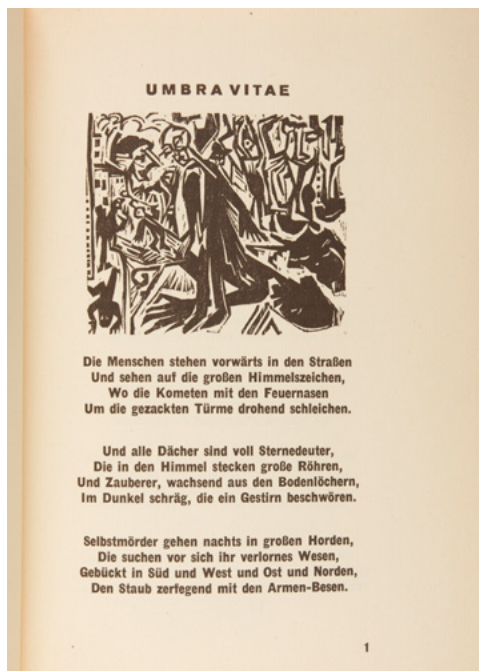 UMBRA VITAE
Die Menschen stehen vorwärts in den Straßen
Und sehen auf die großen Himmelszeichen,
Wo die Kometen mit den Feuernasen
Um die gezackten Türme drohend schleichen.
Und alle Dächer sind voll Sternedeuter,
Die in den Himmel stecken große Röhren,
Und Zauberer, wachsend aus den Bodenlöchern,
Im Dunkel schräg, die ein Gestirn beschwören.
Selbstmörder gehen nachts in großen Horden,
Die suchen vor sich ihr verlornes Wesen,
Gebückt in Süd und West und Ost und Norden,
Den Staub zerfegend mit den Armen-Besen.
1